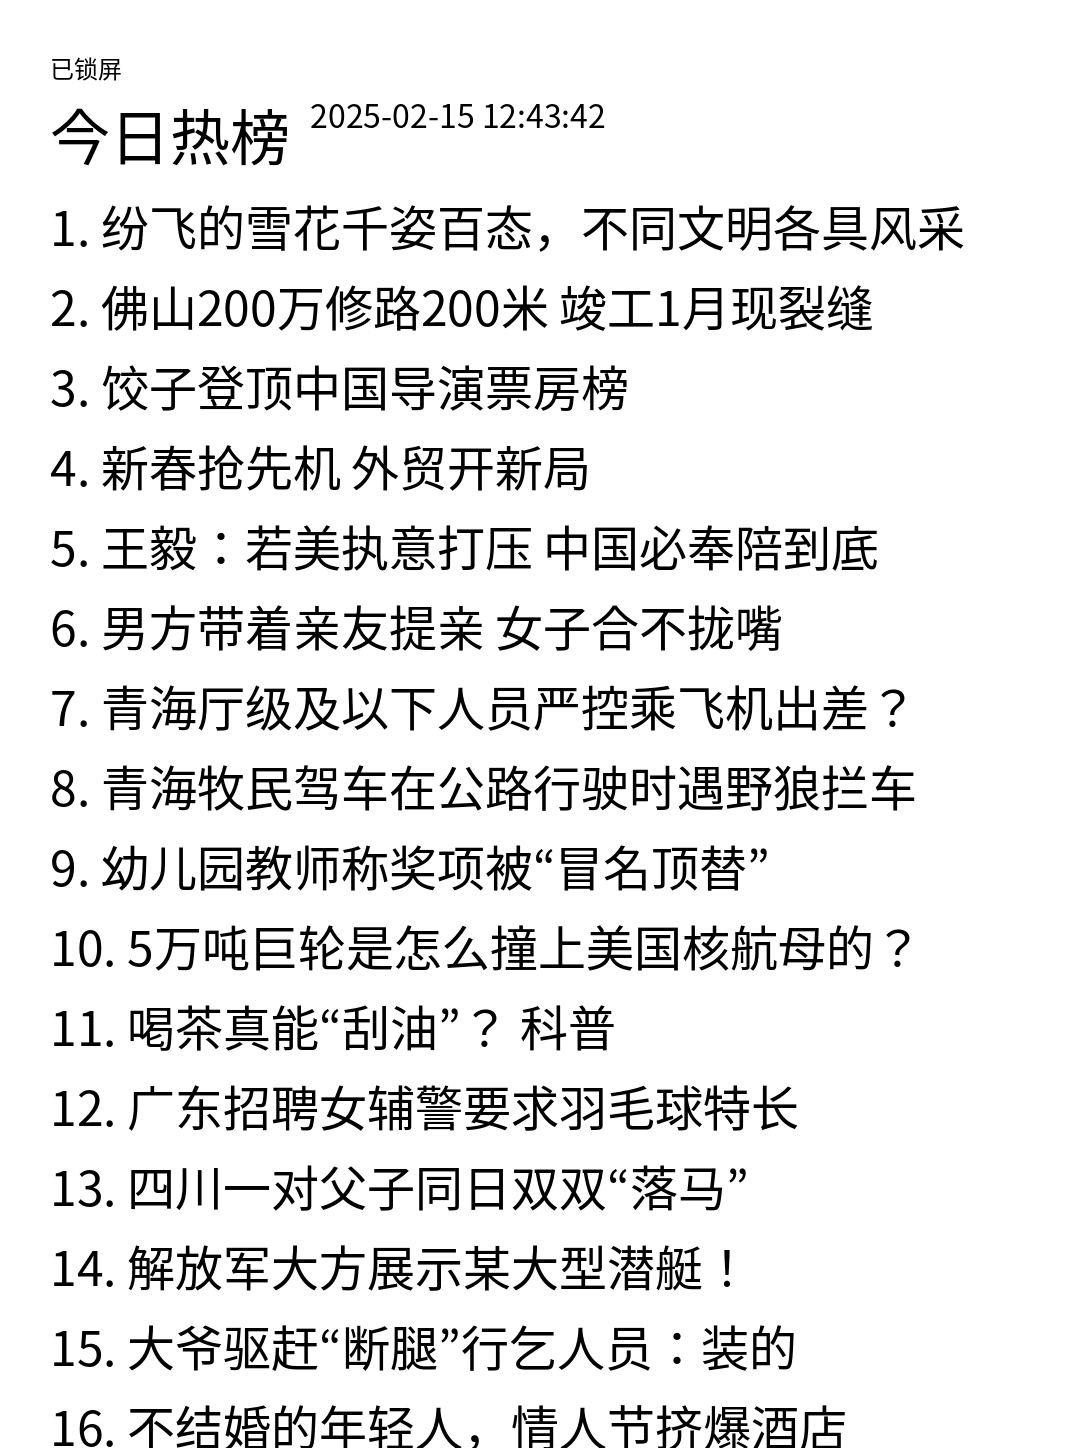 已锁屏
今日热榜 2025-02-15 12:43:42
1. 纷飞的雪花千姿百态，不同文明各具风采
2. 佛山200万修路200米 竣工1月现裂缝
3. 饺子登顶中国导演票房榜
4. 新春抢先机 外贸开新局
5. 王毅：若美执意打压 中国必奉陪到底
6. 男方带着亲友提亲 女子合不拢嘴
7. 青海厅级及以下人员严控乘飞机出差？
8. 青海牧民驾车在公路行驶时遇野狼拦车
9. 幼儿园教师称奖项被“冒名顶替”
10. 5万吨巨轮是怎么撞上美国核航母的？
11. 喝茶真能“刮油”？ 科普
12. 广东招聘女辅警要求羽毛球特长
13. 四川一对父子同日双双“落马”
14. 解放军大方展示某大型潜艇！
15. 大爷驱赶“断腿”行乞人员：装的
16. 不结婚的年轻人，情人节挤爆酒店